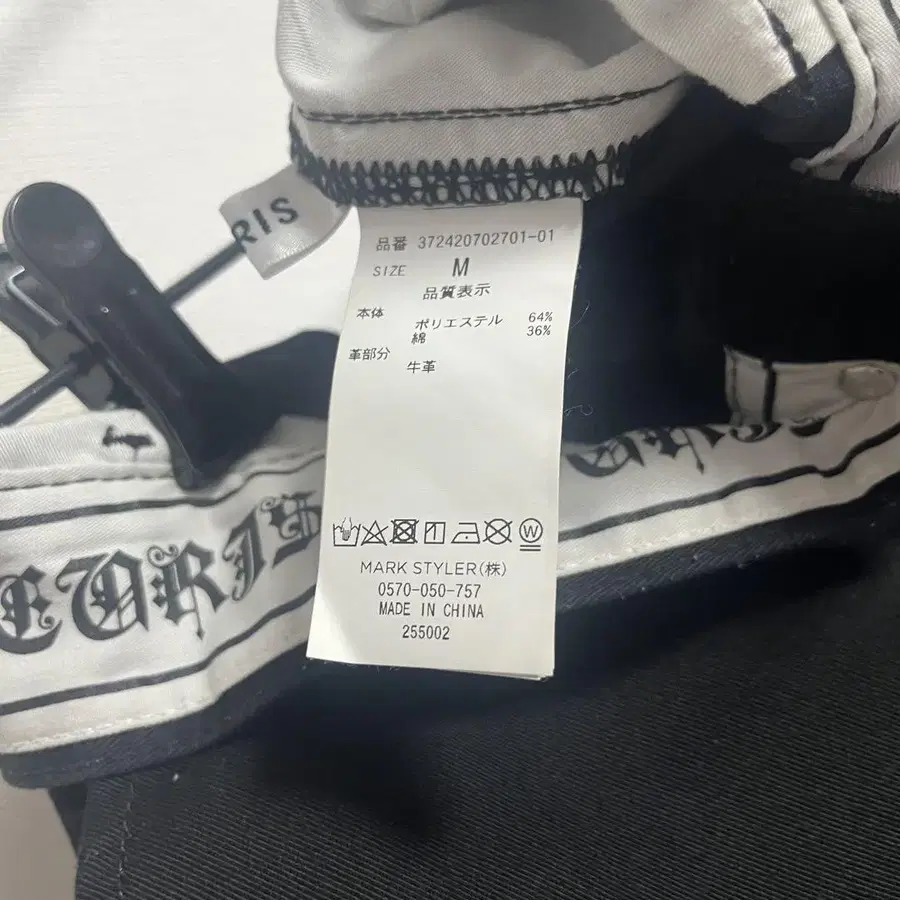 RIS
品番 372420702701-01
SIZE M
品質表示
本体 ポリエステル 64%
綿 36%
革部分 牛革
W
MARK STYLER(株)
0570-050-757
MADE IN CHINA
255002
EURIS